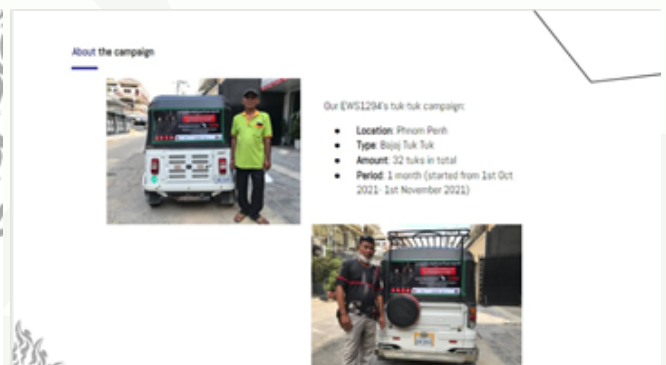 About the campaign
Our EWS1294's tuk-tuk campaign:
● Location: Phnom Penh
● Type: Bajaj Tuk Tuk
● Amount: 32 tuks in total
● Period: 1 month (started from 1st Oct
2021- 1st November 2021)